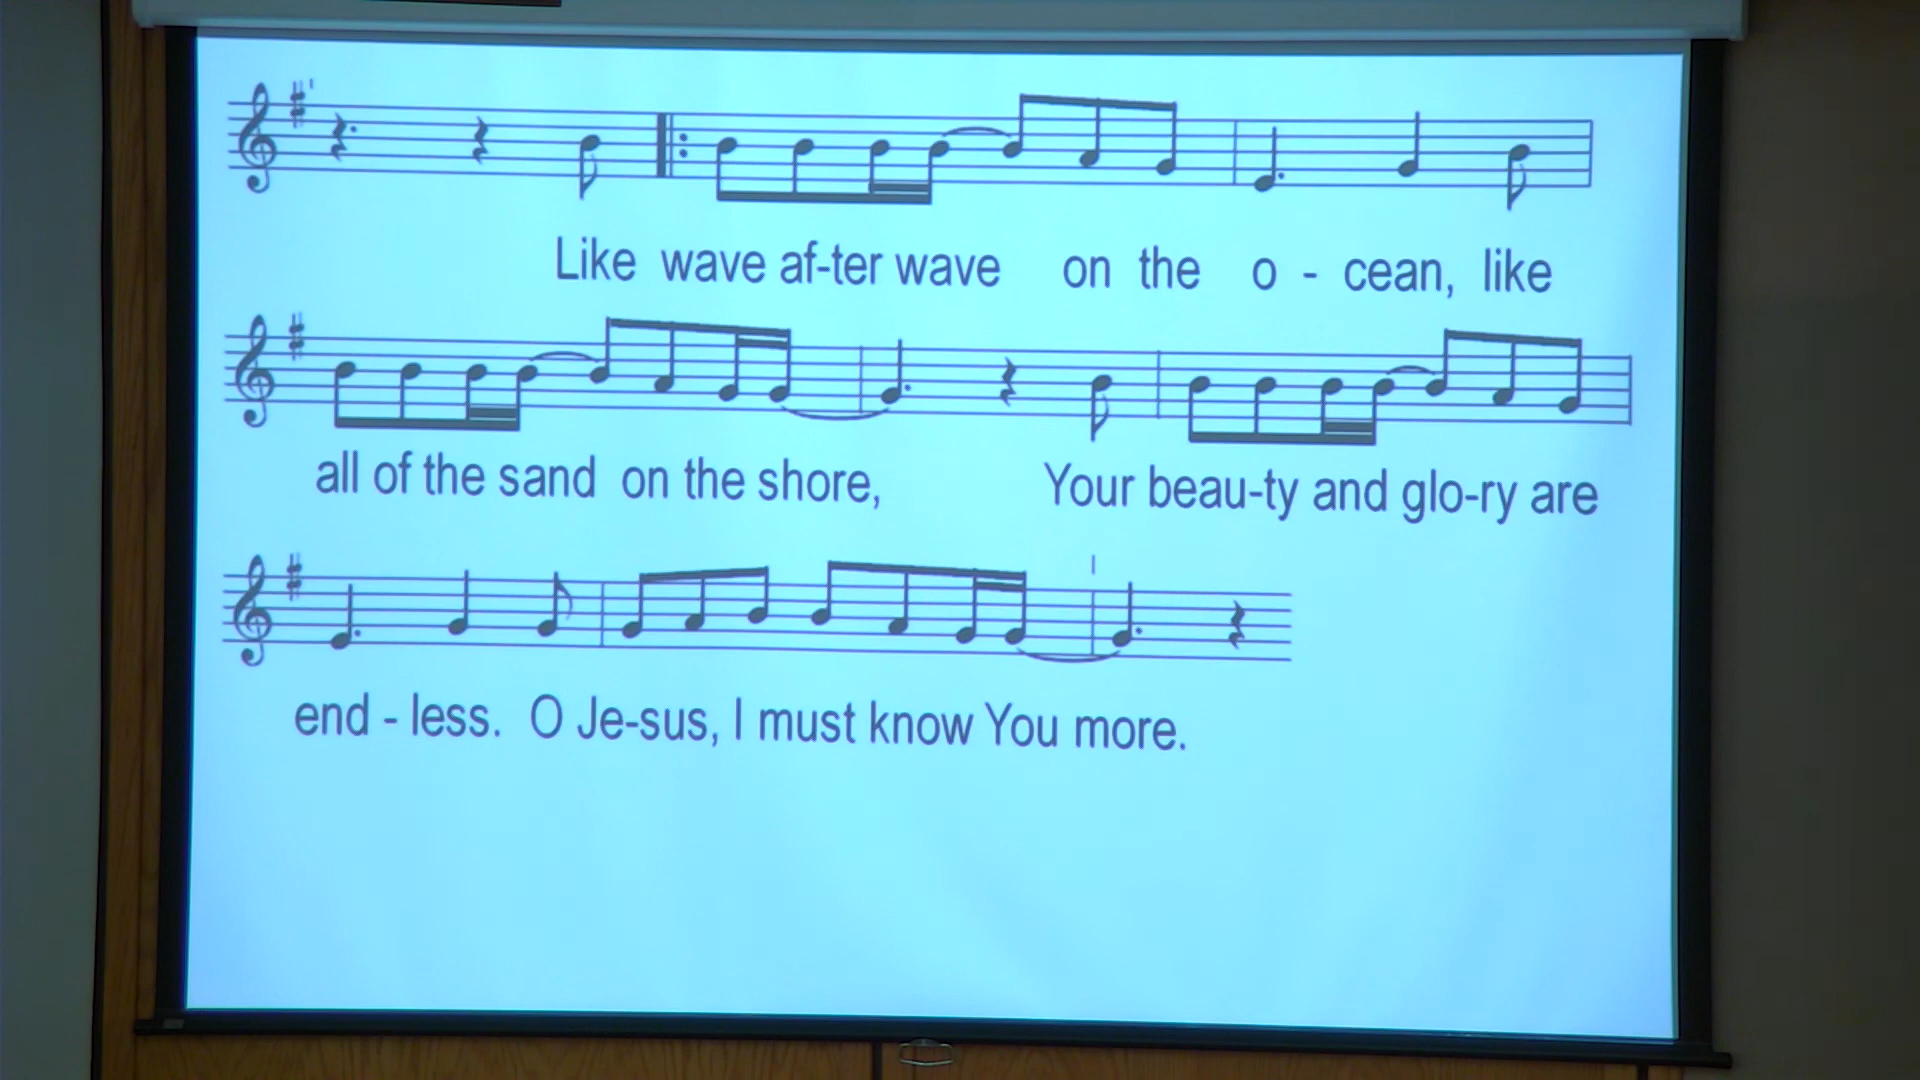 Like wave af-ter wave on the o - cean, like
all of the sand on the shore, Your beau-ty and glo-ry are
end - less. O Je-sus, I must know You more.